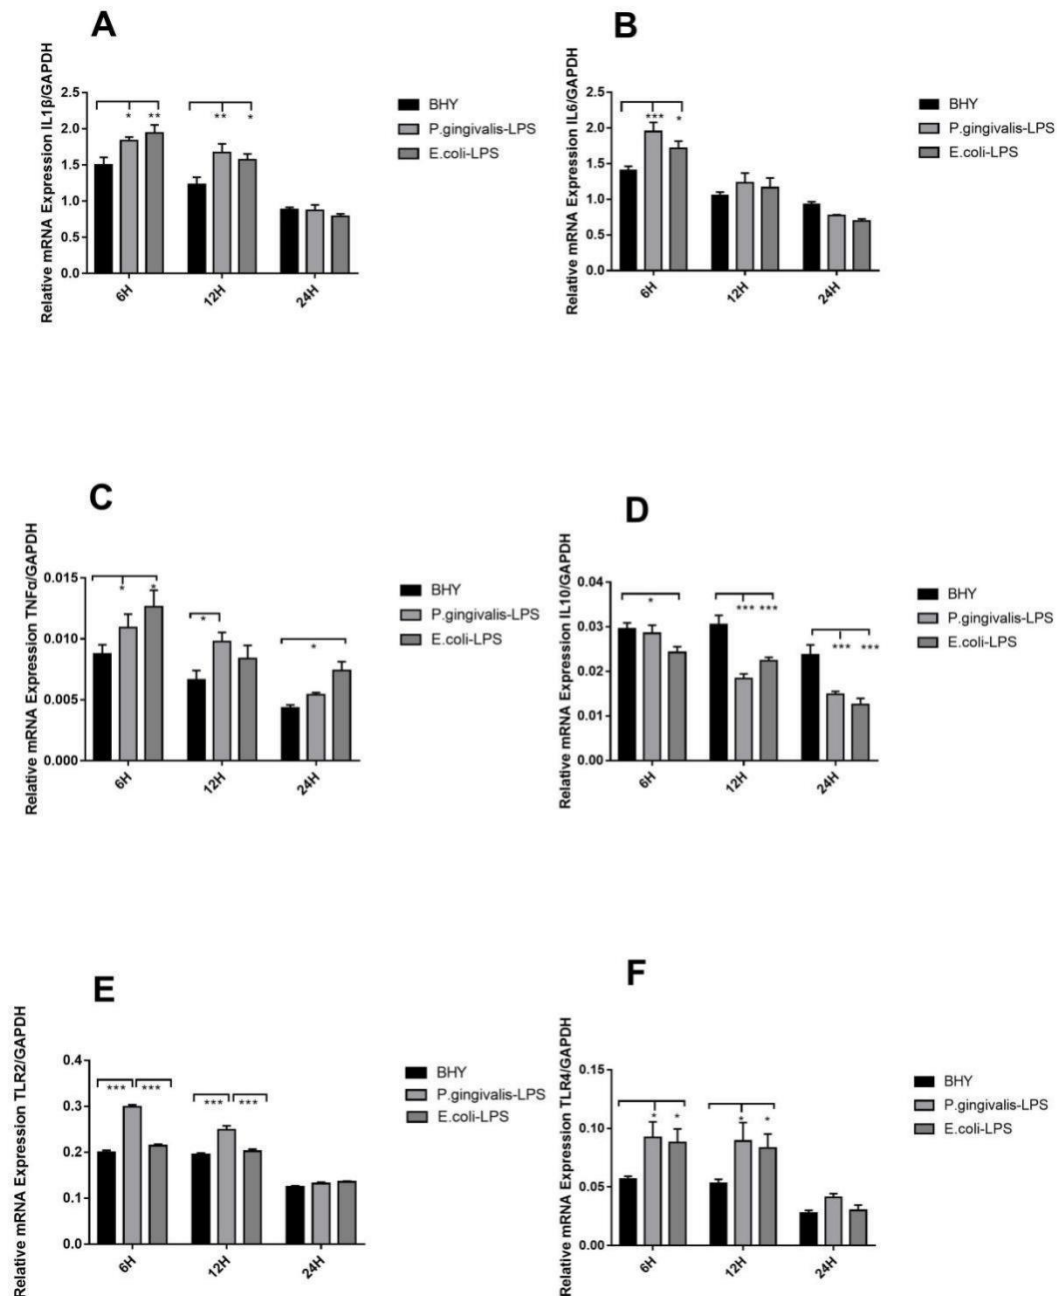 A
Relative mRNA Expression IL1β/GAPDH
2.5
2.0
1.5
1.0
0.5
0.0
* **
** *
6H
12H
24H
BHY
P.gingivalis-LPS
E.coli-LPS
B
Relative mRNA Expression IL6/GAPDH
2.5
2.0
1.5
1.0
0.5
0.0
*** *
6H
12H
24H
BHY
P.gingivalis-LPS
E.coli-LPS
C
Relative mRNA Expression TNFα/GAPDH
0.015
0.010
0.005
0.000
* *
*
*
6H
12H
24H
BHY
P.gingivalis-LPS
E.coli-LPS
D
Relative mRNA Expression IL10/GAPDH
0.04
0.03
0.02
0.01
0.00
*
*** ***
*** ***
6H
12H
24H
BHY
P.gingivalis-LPS
E.coli-LPS
E
Relative mRNA Expression TLR2/GAPDH
0.4
0.3
0.2
0.1
0.0
*** ***
*** ***
6H
12H
24H
BHY
P.gingivalis-LPS
E.coli-LPS
F
Relative mRNA Expression TLR4/GAPDH
0.15
0.10
0.05
0.00
* *
* *
6H
12H
24H
BHY
P.gingivalis-LPS
E.coli-LPS